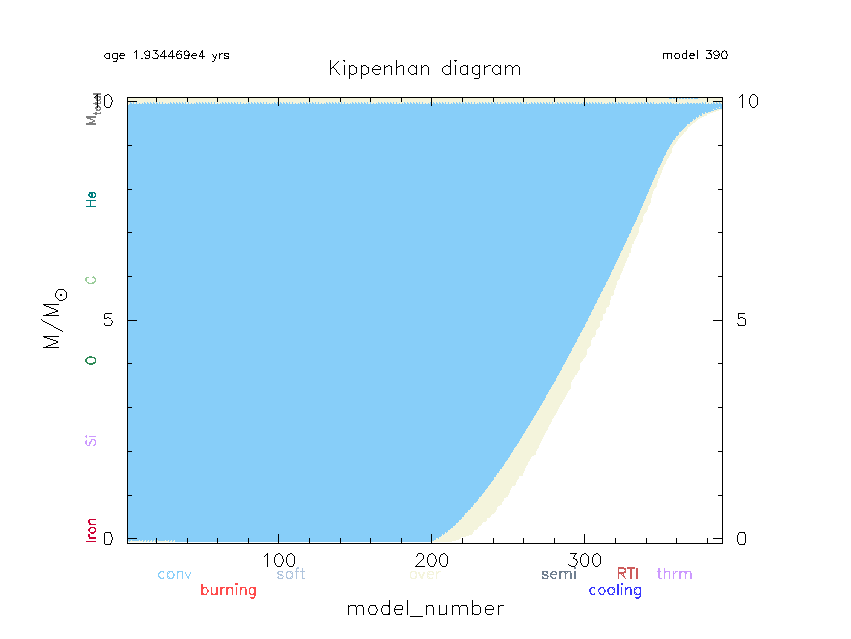 age 1.934469e4 yrs
model 390
Kippenhan diagram
10
10
M_total
He
C
M/M☉
5
5
O
Si
Iron
0
0
100
200
300
conv
soft
over
semi
RTI
thrm
burning
cooling
model_number